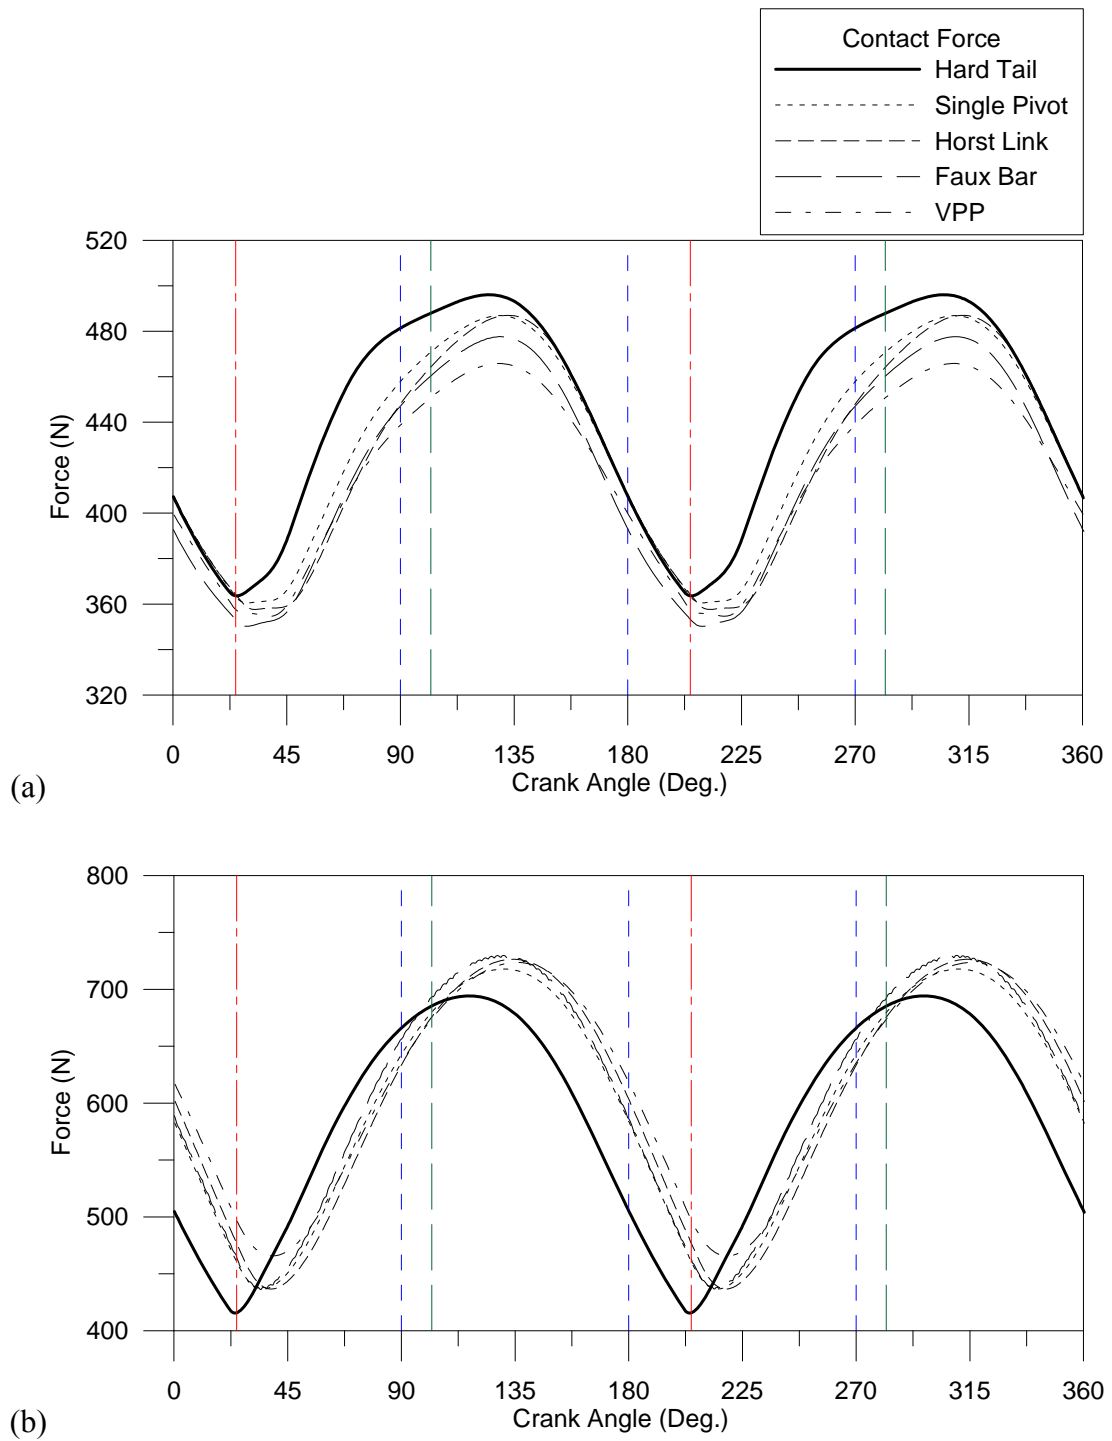 Contact Force
Hard Tail
Single Pivot
Horst Link
Faux Bar
VPP
520
480
440
400
360
320
Force (N)
0 45 90 135 180 225 270 315 360
Crank Angle (Deg.)
(a)
800
700
600
500
400
Force (N)
0 45 90 135 180 225 270 315 360
Crank Angle (Deg.)
(b)